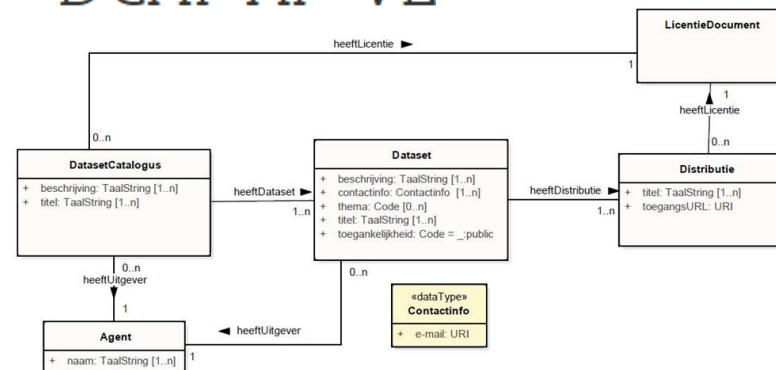 LicentieDocument
heeftLicentie
1
1
heeftLicentie
0..n
0..n
DatasetCatalogus
+ beschrijving: TaalString [1..n]
+ titel: TaalString [1..n]
heeftDataset
1..n
Dataset
+ beschrijving: TaalString [1..n]
+ contactinfo: Contactinfo [1..n]
+ thema: Code [0..n]
+ titel: TaalString [1..n]
+ toegankelijkheid: Code = _:public
heeftDistributie
1..n
Distributie
+ titel: TaalString [1..n]
+ toegangsURL: URI
0..n
heeftUitgever
1
0..n
«dataType»
Contactinfo
+ e-mail: URI
Agent
+ naam: TaalString [1..n]
heeftUitgever
1